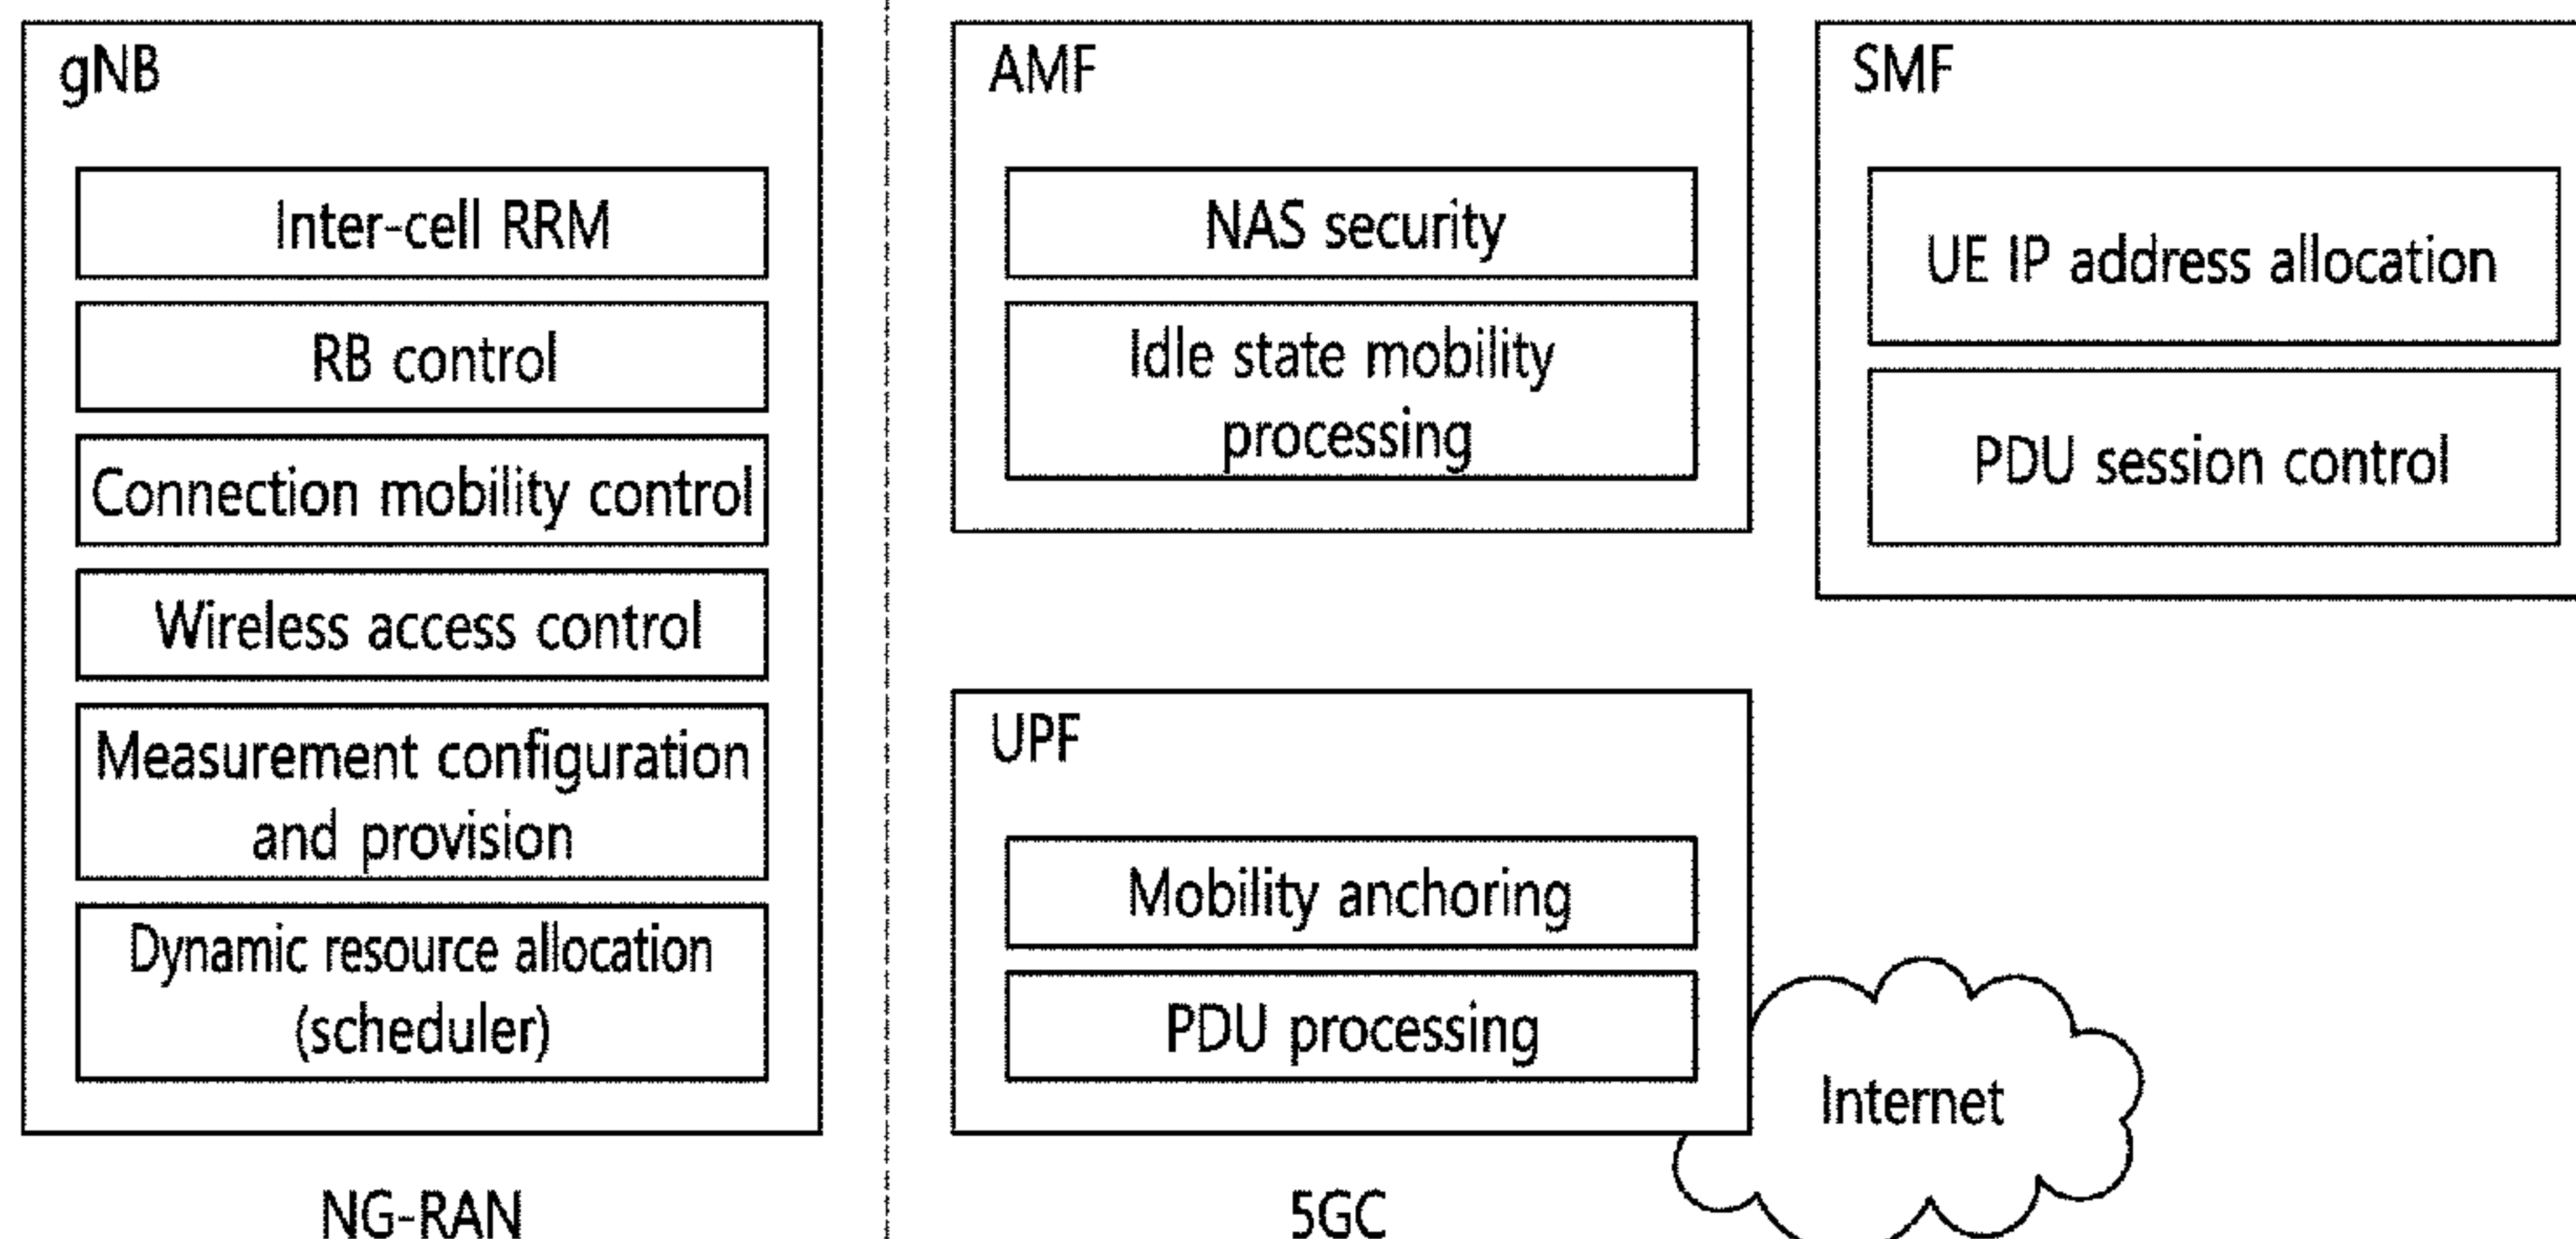 gNB
Inter-cell RRM
RB control
Connection mobility control
Wireless access control
Measurement configuration
and provision
Dynamic resource allocation
(scheduler)
NG-RAN
AMF
NAS security
Idle state mobility
processing
SMF
UE IP address allocation
PDU session control
UPF
Mobility anchoring
PDU processing
Internet
5GC